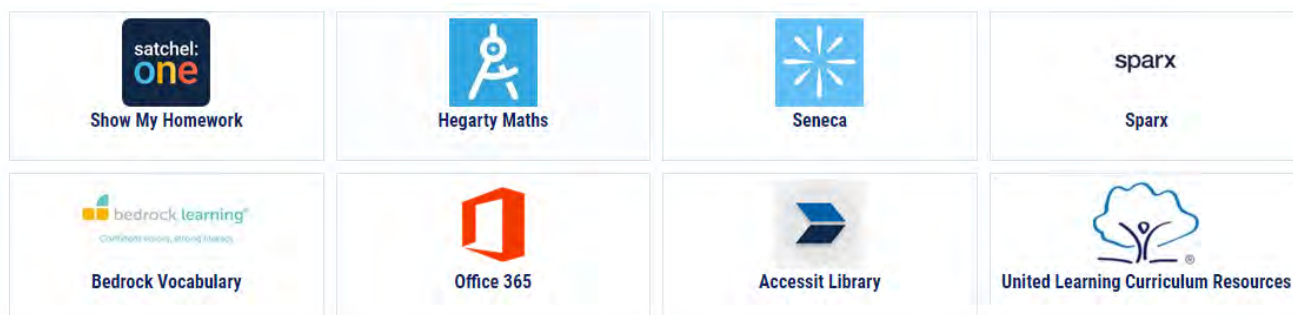 satchel:
one
Show My Homework
Hegarty Maths
Seneca
sparx
Sparx
bedrock learning®
Bedrock Vocabulary
Office 365
Accessit Library
®
United Learning Curriculum Resources